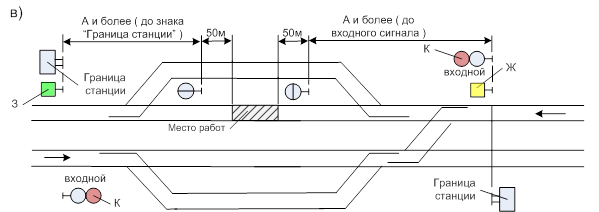 в)
А и более ( до знака
"Граница станции" )
50м
50м
А и более ( до
входного сигнала )
К
входной
Граница
станции
Ж
З
Место работ
входной
К
Граница
станции